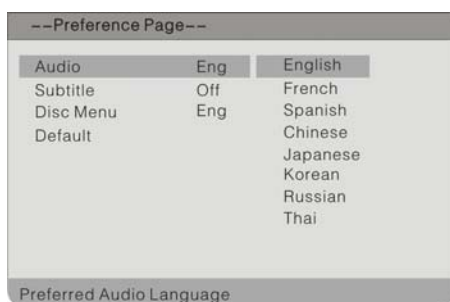 --Preference Page--
Audio Eng English
Subtitle Off French
Disc Menu Eng Spanish
Default Chinese
Japanese
Korean
Russian
Thai
Preferred Audio Language